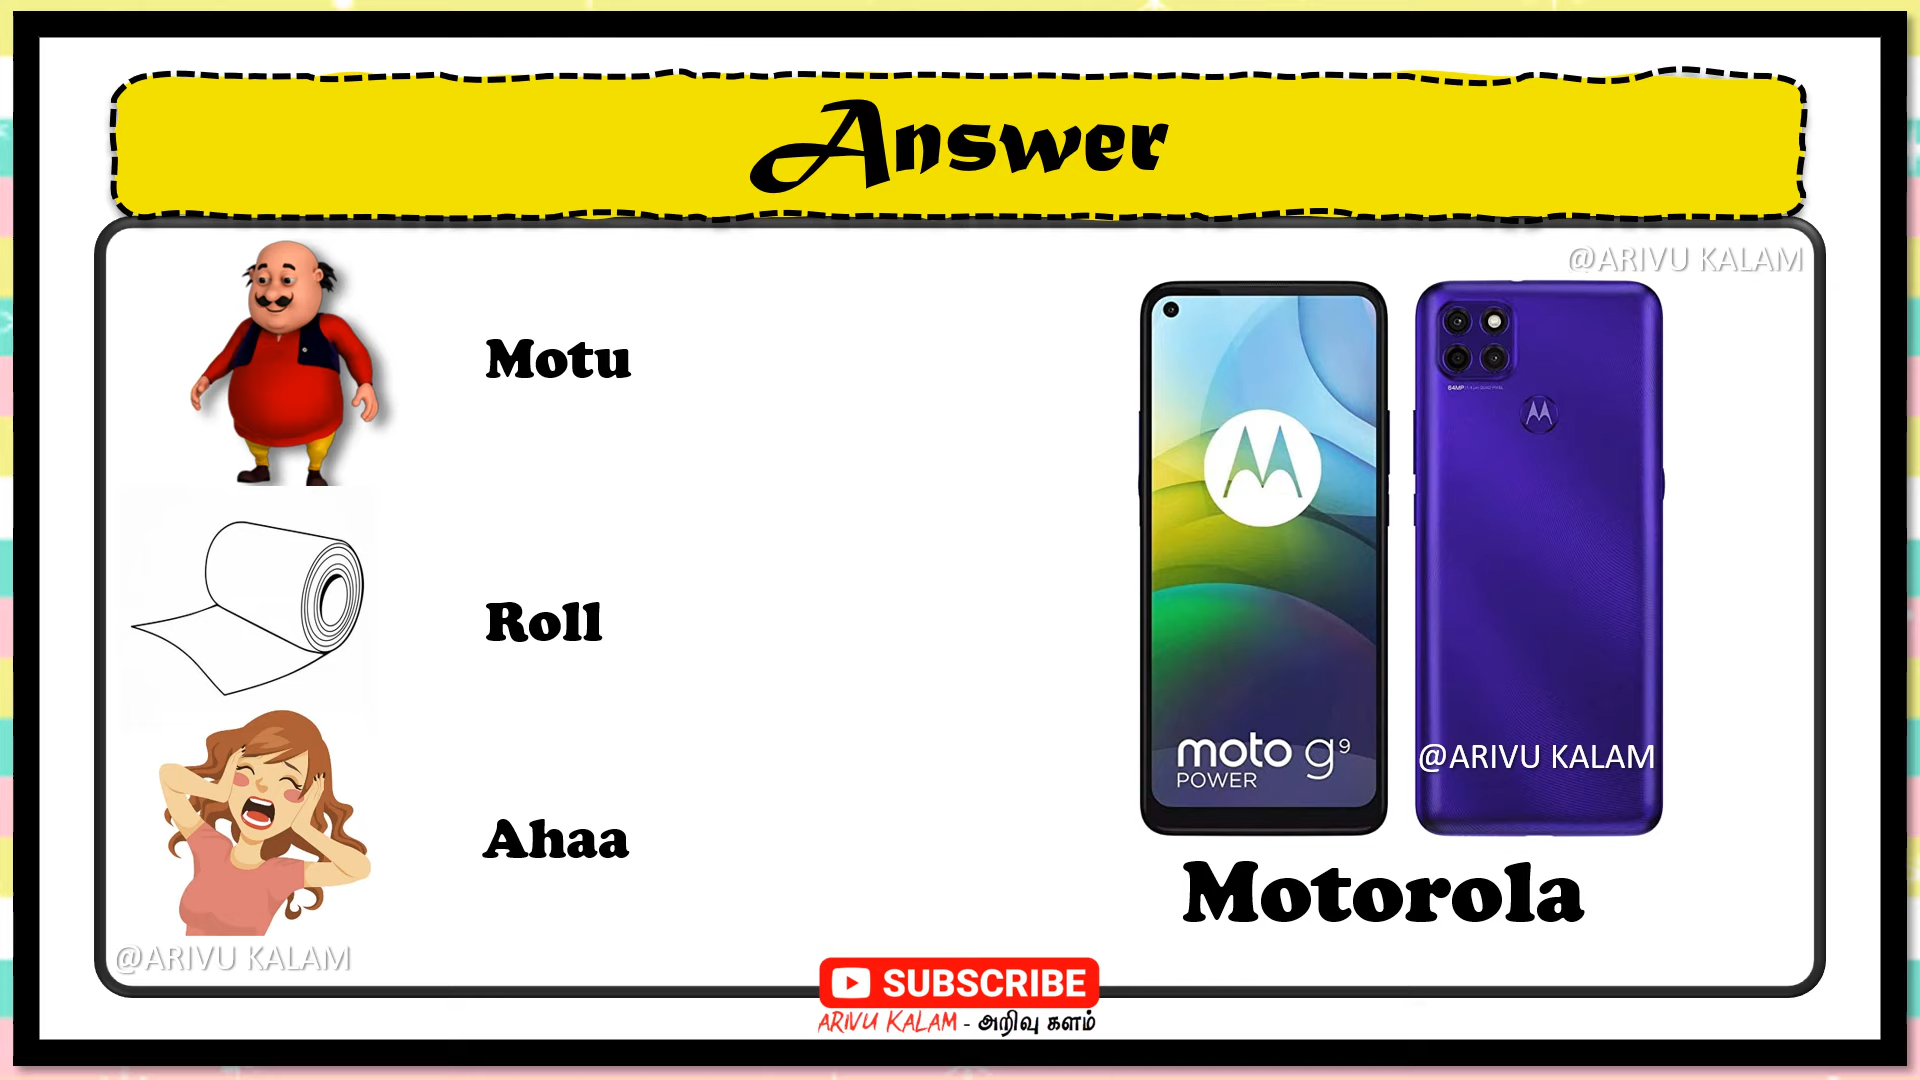 Answer
@ARIVU KALAM
Motu
Roll
Ahaa
moto g9
POWER
@ARIVU KALAM
Motorola
@ARIVU KALAM
SUBSCRIBE
ARIVU KALAM - அறிவு களம்